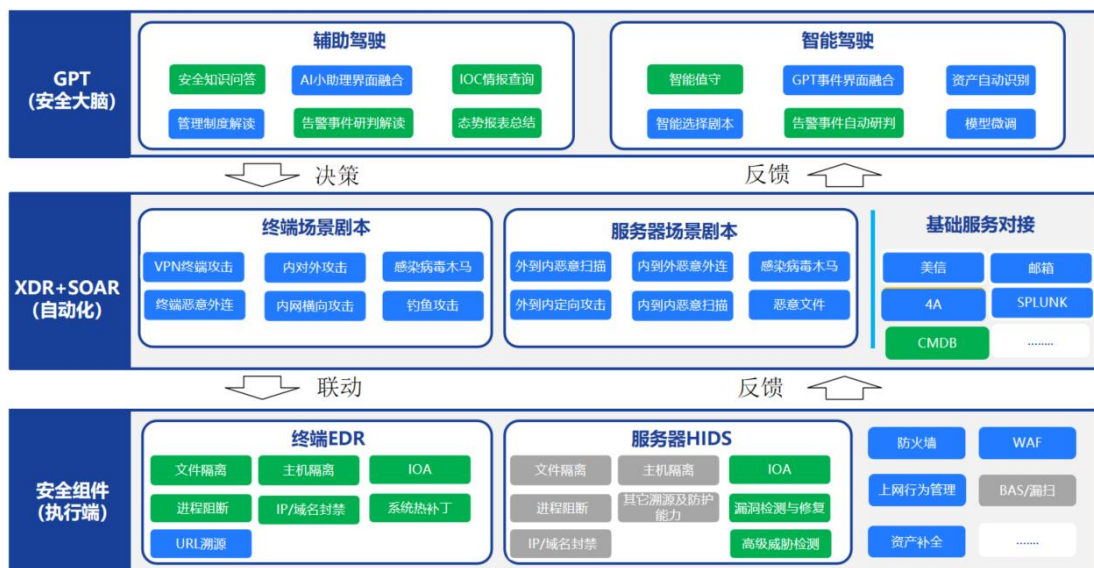 GPT
(安全大脑)
辅助驾驶
安全知识问答
AI小助理界面融合
IOC情报查询
管理制度解读
告警事件研判解读
态势报表总结
智能驾驶
智能值守
GPT事件界面融合
资产自动识别
智能选择剧本
告警事件自动研判
模型微调
决策
反馈
XDR+SOAR
(自动化)
终端场景剧本
VPN终端攻击
内对外攻击
感染病毒木马
终端恶意外连
内网横向攻击
钓鱼攻击
服务器场景剧本
外到内恶意扫描
内到外恶意外连
感染病毒木马
外到内定向攻击
内到内恶意扫描
恶意文件
基础服务对接
美信
邮箱
4A
SPLUNK
CMDB
........
联动
反馈
安全组件
(执行端)
终端EDR
文件隔离
主机隔离
IOA
进程阻断
IP/域名封禁
系统热补丁
URL溯源
服务器HIDS
文件隔离
主机隔离
IOA
进程阻断
其它溯源及防护
能力
漏洞检测与修复
IP/域名封禁
高级威胁检测
防火墙
WAF
上网行为管理
BAS/漏扫
资产补全
.......